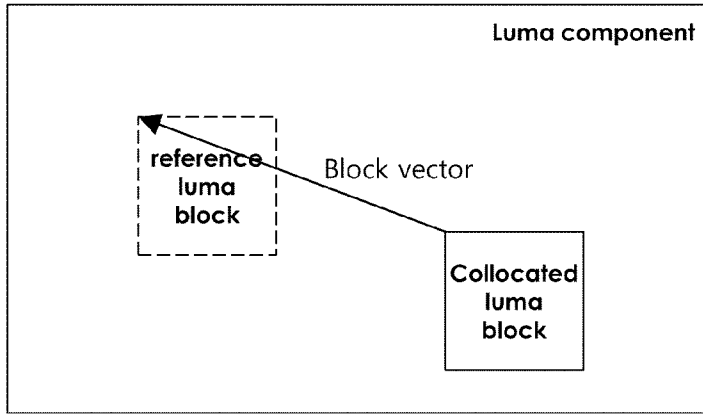 Luma component
reference
luma
block
Block vector
Collocated
luma
block